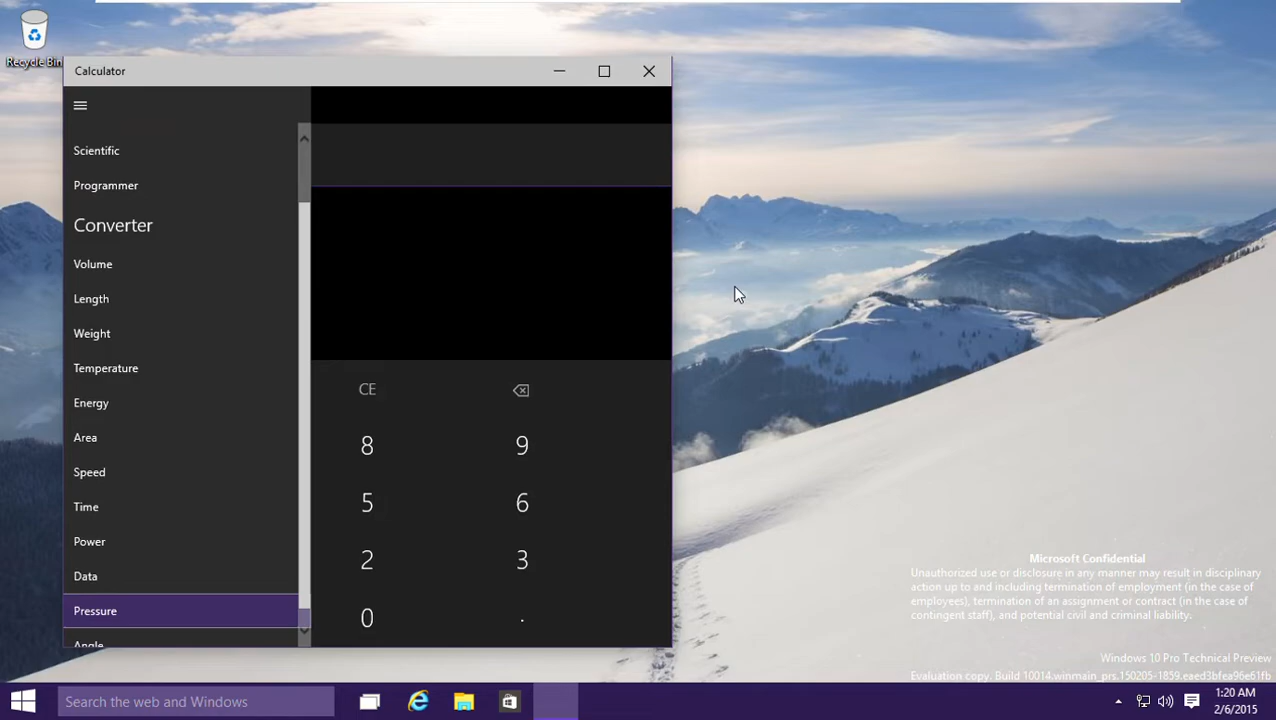 Recycle Bin
Calculator
Scientific
Programmer
Converter
Volume
Length
Weight
Temperature
Energy
Area
Speed
Time
Power
Data
Pressure
Angle
CE
8 9
5 6
2 3
0 .
Microsoft Confidential
Unauthorized use or disclosure in any manner may result in disciplinary
action up to and including termination of employment (in the case of
employees), termination of an assignment or contract (in the case of
contingent staff), and potential civil and criminal liability.
Windows 10 Pro Technical Preview
Evaluation copy. Build 10014.winmain_prs.150205-1859.eaed3bfea96e61fb
Search the web and Windows
1:20 AM
2/6/2015